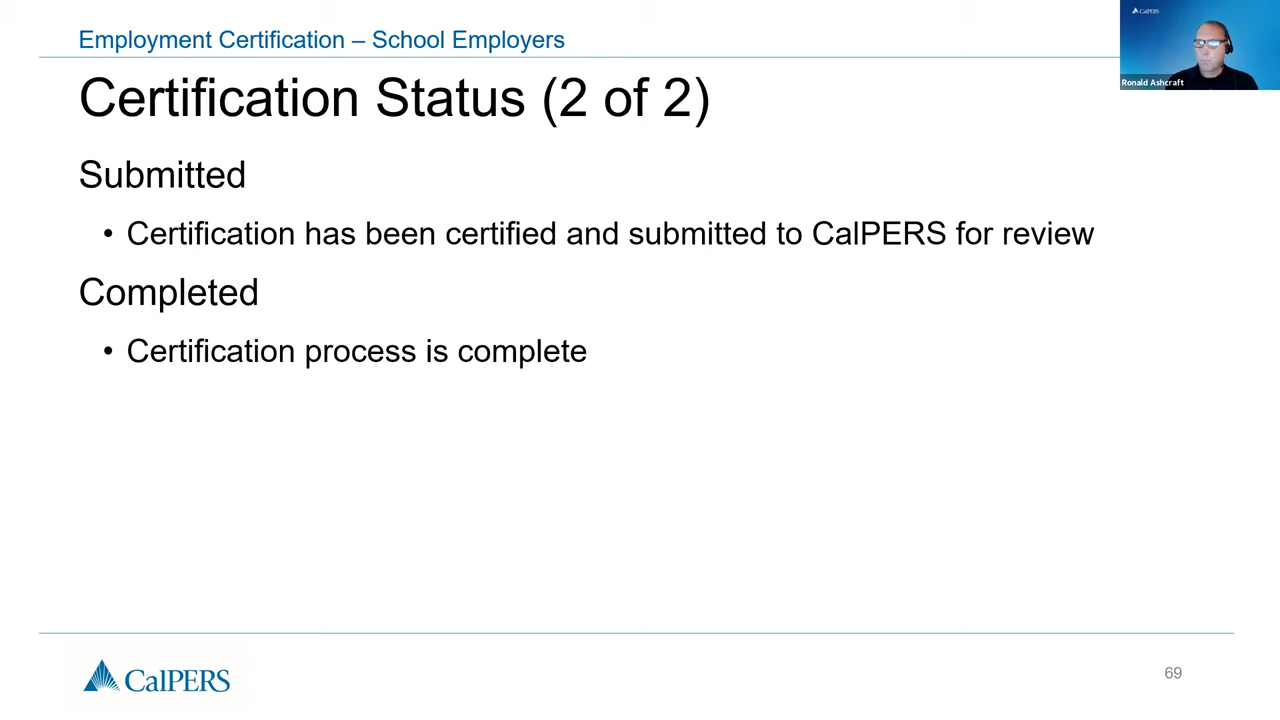 Employment Certification – School Employers
CalPERS
Ronald Ashcraft
Certification Status (2 of 2)
Submitted
• Certification has been certified and submitted to CalPERS for review
Completed
• Certification process is complete
CalPERS
69